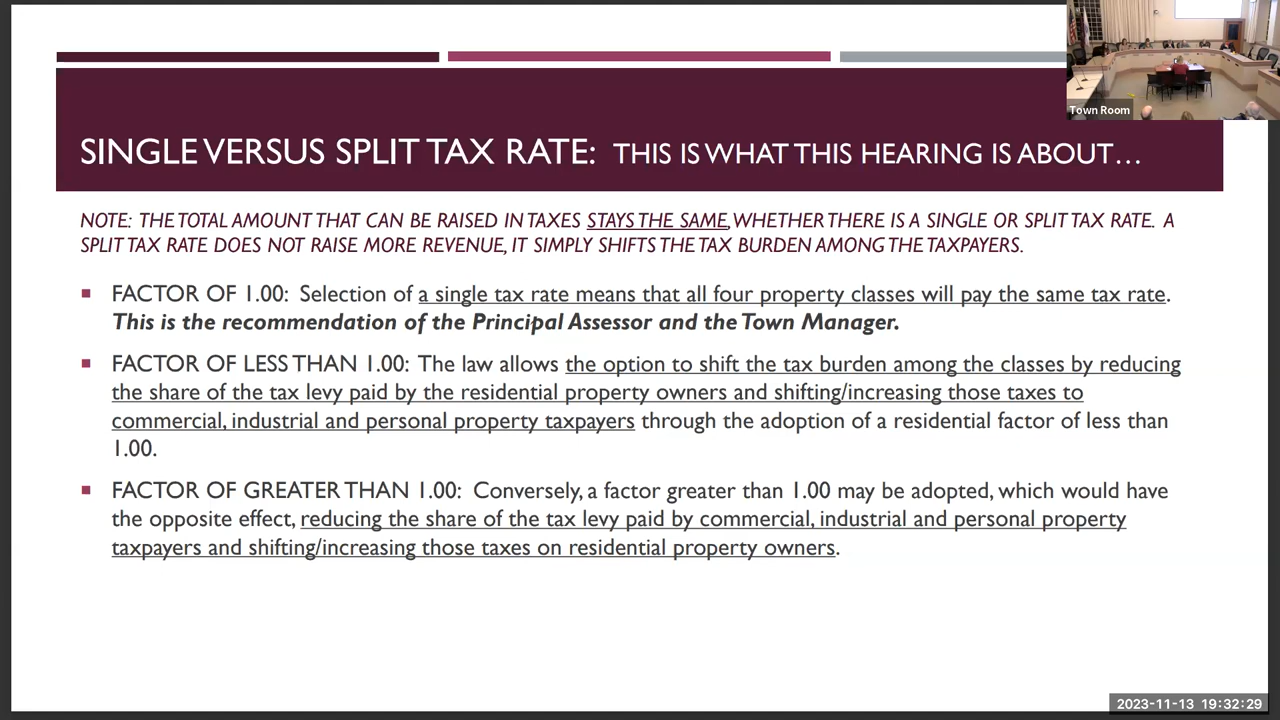 Town Room
SINGLE VERSUS SPLIT TAX RATE: THIS IS WHAT THIS HEARING IS ABOUT…
NOTE: THE TOTAL AMOUNT THAT CAN BE RAISED IN TAXES STAYS THE SAME, WHETHER THERE IS A SINGLE OR SPLIT TAX RATE. A
SPLIT TAX RATE DOES NOT RAISE MORE REVENUE, IT SIMPLY SHIFTS THE TAX BURDEN AMONG THE TAXPAYERS.
▪ FACTOR OF 1.00: Selection of a single tax rate means that all four property classes will pay the same tax rate.
This is the recommendation of the Principal Assessor and the Town Manager.
▪ FACTOR OF LESS THAN 1.00: The law allows the option to shift the tax burden among the classes by reducing
the share of the tax levy paid by the residential property owners and shifting/increasing those taxes to
commercial, industrial and personal property taxpayers through the adoption of a residential factor of less than
1.00.
▪ FACTOR OF GREATER THAN 1.00: Conversely, a factor greater than 1.00 may be adopted, which would have
the opposite effect, reducing the share of the tax levy paid by commercial, industrial and personal property
taxpayers and shifting/increasing those taxes on residential property owners.
2023-11-13 19:32:29